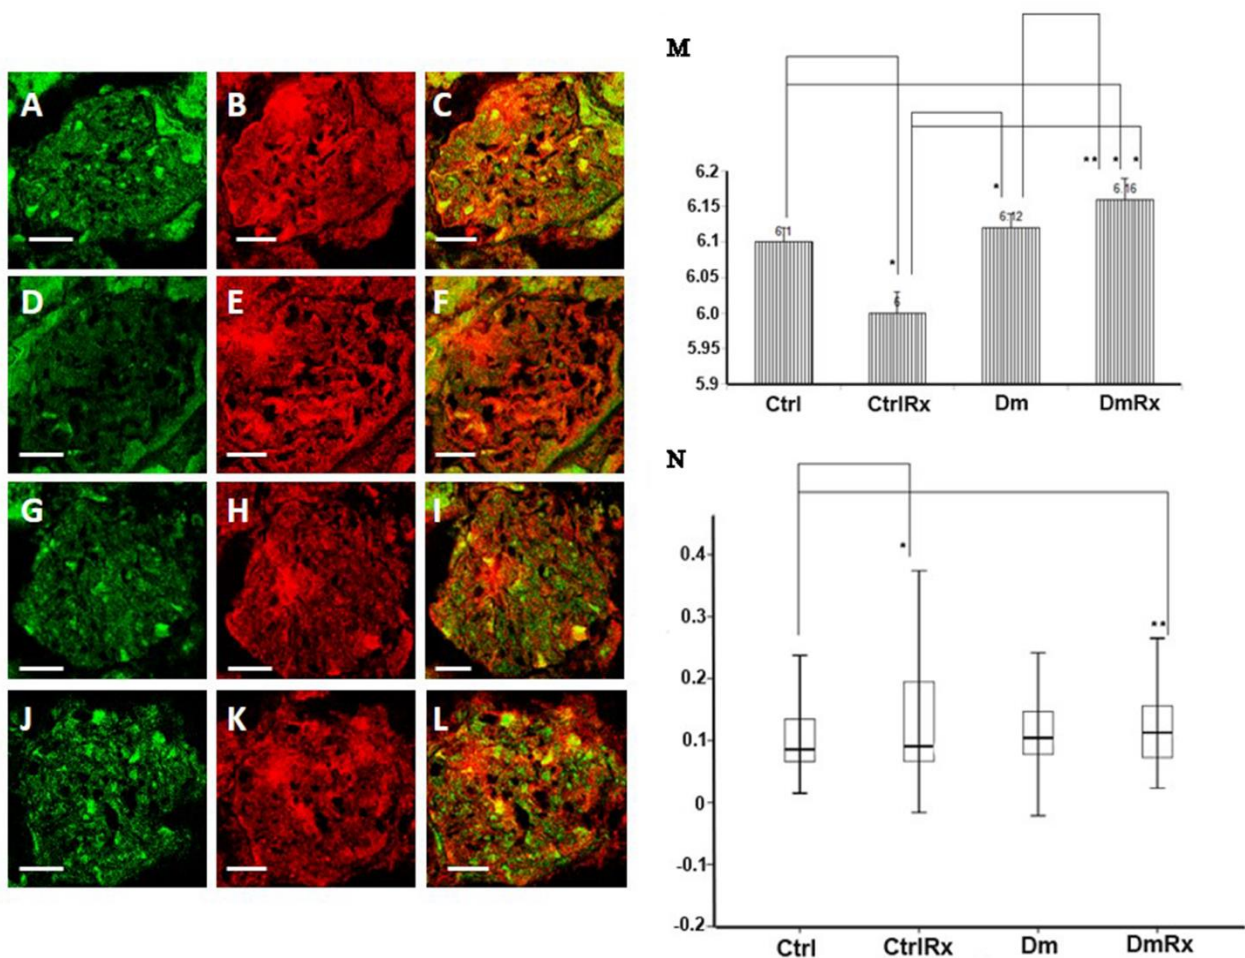 A B C
D E F
G H I
J K L
M
** * *
*
*
6.2
6.15
6.1
6.05
6.0
5.95
5.9
6.1
6
6.12
6.16
Ctrl CtrlRx Dm DmRx
N
*
**
0.4
0.3
0.2
0.1
0
-0.1
-0.2
Ctrl CtrlRx Dm DmRx